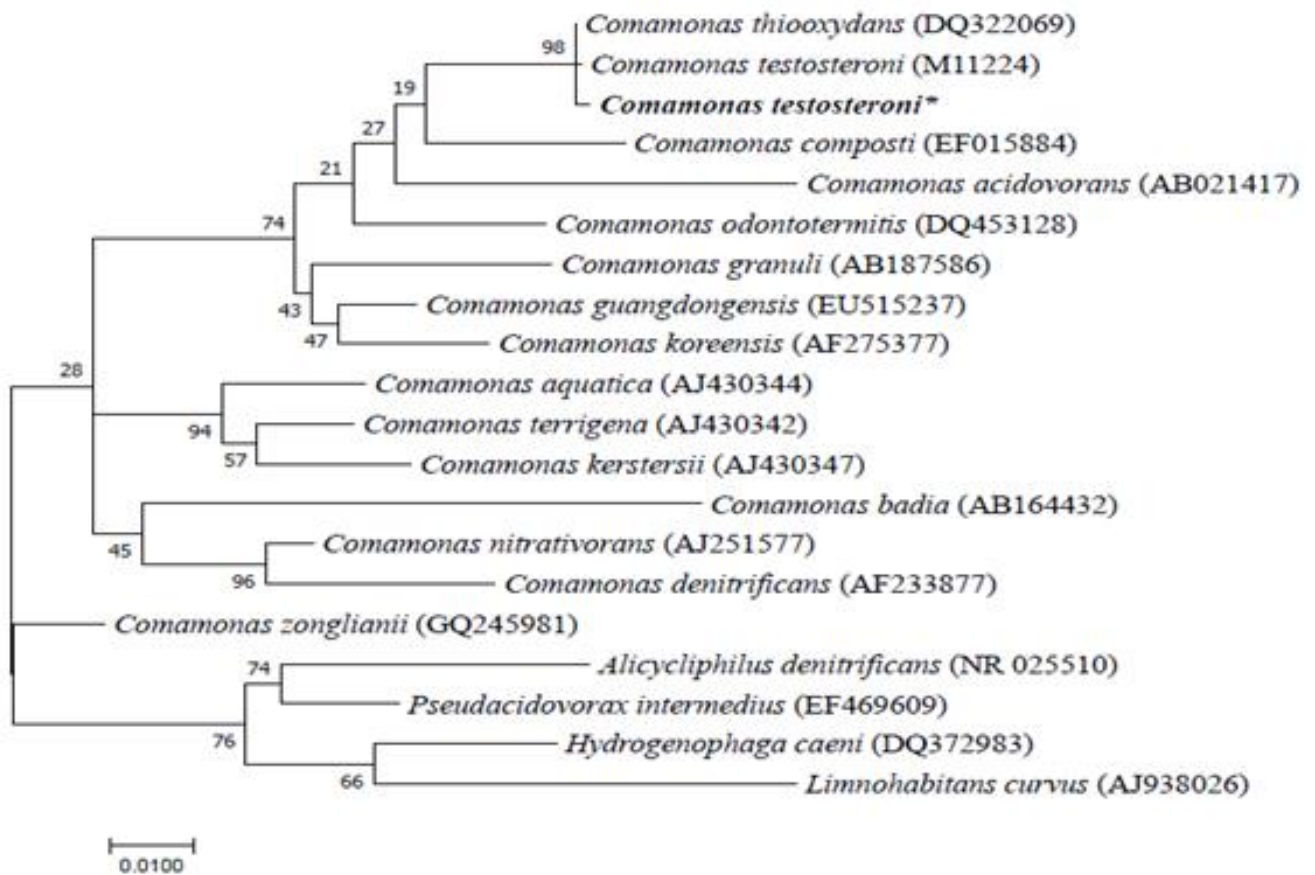 Comamonas thiooxydans (DQ322069)
98
Comamonas testosteroni (M11224)
19
Comamonas testosteroni*
27
Comamonas composti (EF015884)
21
Comamonas acidovorans (AB021417)
74
Comamonas odontotermitis (DQ453128)
Comamonas granuli (AB187586)
43
Comamonas guangdongensis (EU515237)
47
Comamonas koreensis (AF275377)
28
Comamonas aquatica (AJ430344)
94
Comamonas terrigena (AJ430342)
57
Comamonas kerstersii (AJ430347)
Comamonas badia (AB164432)
45
Comamonas nitrativorans (AJ251577)
96
Comamonas denitrificans (AF233877)
Comamonas zonglianii (GQ245981)
74
Alicycliphilus denitrificans (NR 025510)
Pseudacidovorax intermedius (EF469609)
76
Hydrogenophaga caeni (DQ372983)
66
Limnohabitans curvus (AJ938026)
0.0100